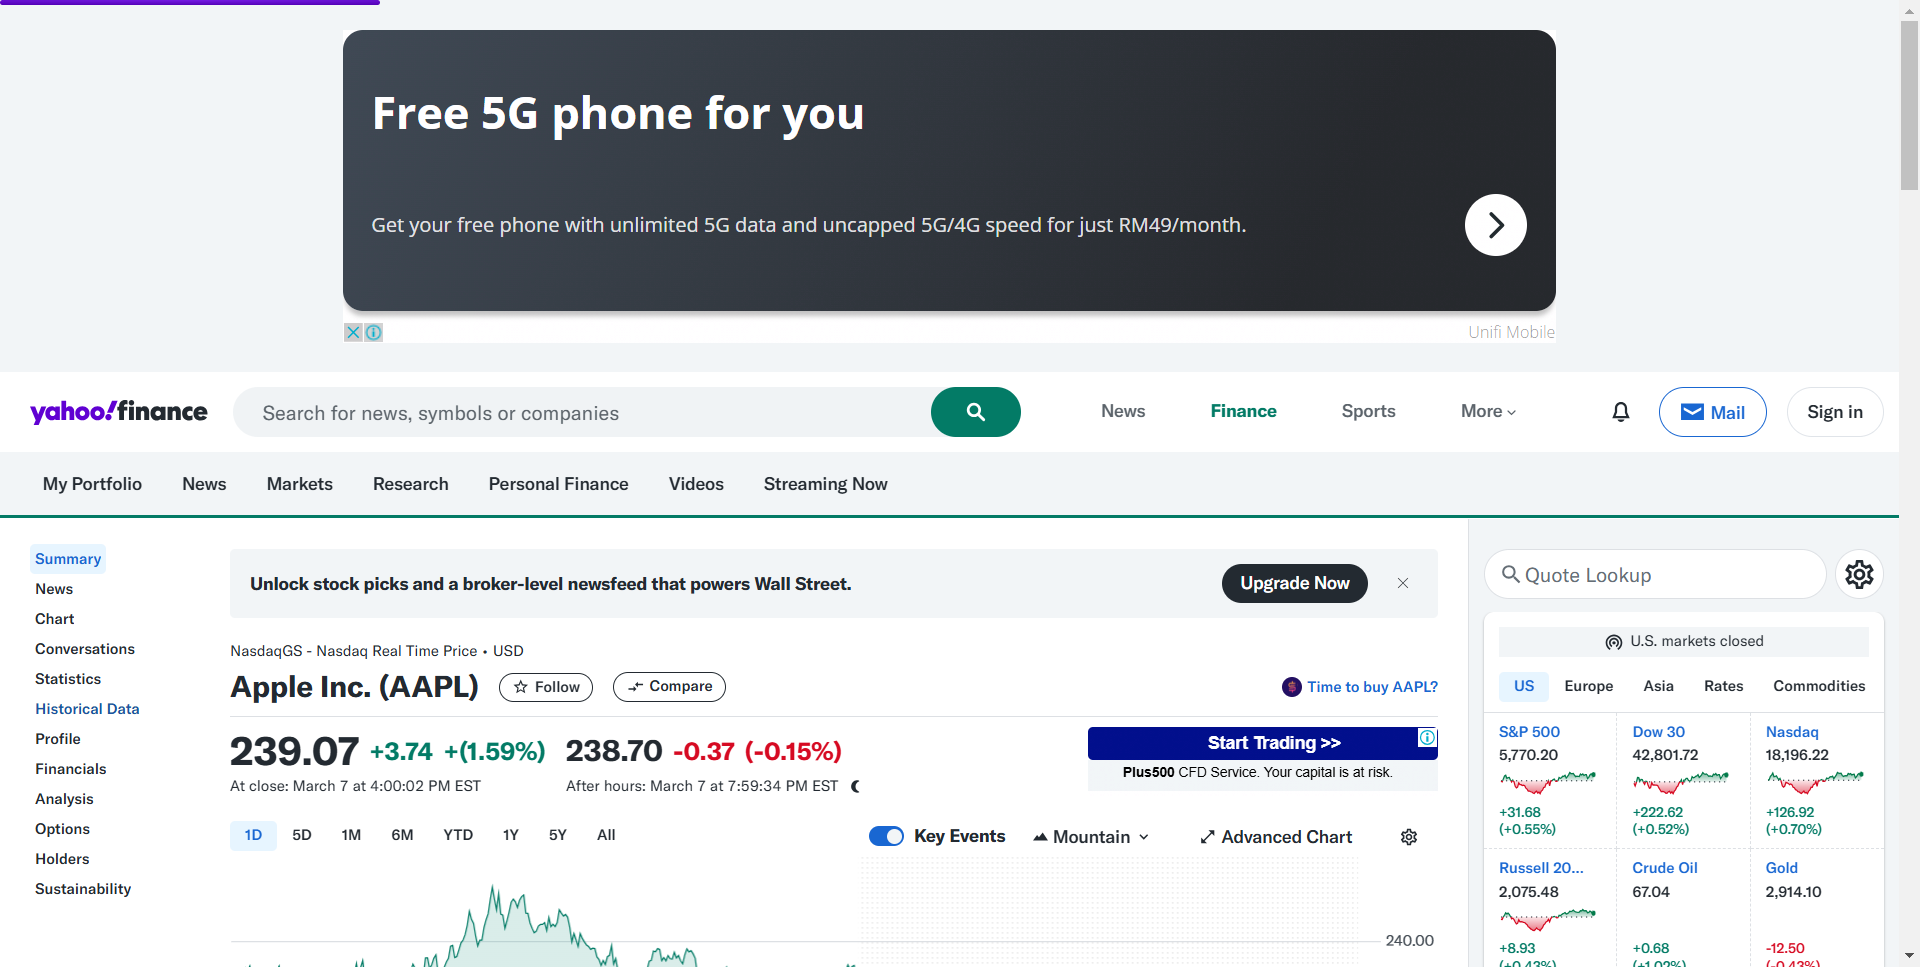 Free 5G phone for you
Get your free phone with unlimited 5G data and uncapped 5G/4G speed for just RM49/month.
Unifi Mobile
yahoo!finance
Search for news, symbols or companies
News
Finance
Sports
More
Mail
Sign in
My Portfolio
News
Markets
Research
Personal Finance
Videos
Streaming Now
Summary
News
Chart
Conversations
Statistics
Historical Data
Profile
Financials
Analysis
Options
Holders
Sustainability
Unlock stock picks and a broker-level newsfeed that powers Wall Street.
Upgrade Now
NasdaqGS - Nasdaq Real Time Price • USD
Apple Inc. (AAPL)
Follow
Compare
Time to buy AAPL?
239.07 +3.74 +(1.59%)
At close: March 7 at 4:00:02 PM EST
238.70 -0.37 (-0.15%)
After hours: March 7 at 7:59:34 PM EST
Start Trading >>
Plus500 CFD Service. Your capital is at risk.
1D
5D
1M
6M
YTD
1Y
5Y
All
Key Events
Mountain
Advanced Chart
240.00
Quote Lookup
U.S. markets closed
US
Europe
Asia
Rates
Commodities
S&P 500
5,770.20
+31.68
(+0.55%)
Dow 30
42,801.72
+222.62
(+0.52%)
Nasdaq
18,196.22
+126.92
(+0.70%)
Russell 20...
2,075.48
+8.93
(+0.43%)
Crude Oil
67.04
+0.68
(+1.02%)
Gold
2,914.10
-12.50
(-0.43%)